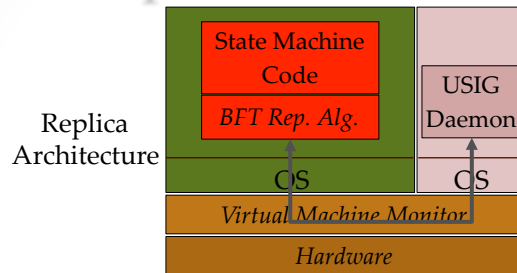 State Machine
Code
BFT Rep. Alg.
USIG
Daemon
Replica
Architecture
OS
OS
Virtual Machine Monitor
Hardware